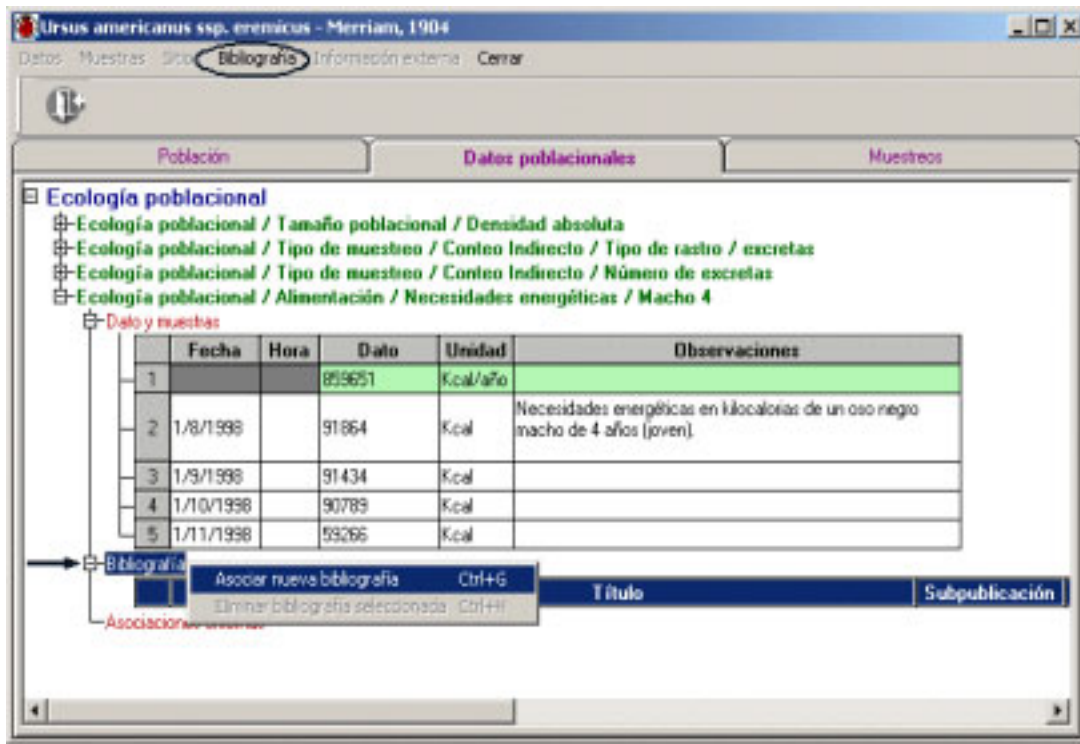 Ursus americanus ssp. eremicus - Merriam, 1904
Datos Muestras Sitio Bibliografía Información externa Cerrar
Población Datos poblacionales Muestreos
Ecología poblacional
Ecología poblacional / Tamaño poblacional / Densidad absoluta
Ecología poblacional / Tipo de muestreo / Conteo Indirecto / Tipo de rastro / excretas
Ecología poblacional / Tipo de muestreo / Conteo Indirecto / Número de excretas
Ecología poblacional / Alimentación / Necesidades energéticas / Macho 4
Dato y muestras
Fecha Hora Dato Unidad Observaciones
1 859651 Kcal/año
2 1/8/1998 91864 Kcal Necesidades energéticas en kilocalorias de un oso negro
macho de 4 años (joven).
3 1/9/1998 91434 Kcal
4 1/10/1998 90789 Kcal
5 1/11/1998 59266 Kcal
Bibliografía
Asociar nueva bibliografía Ctrl+G
Título Subpublicación
Eliminar bibliografía seleccionada Ctrl+H